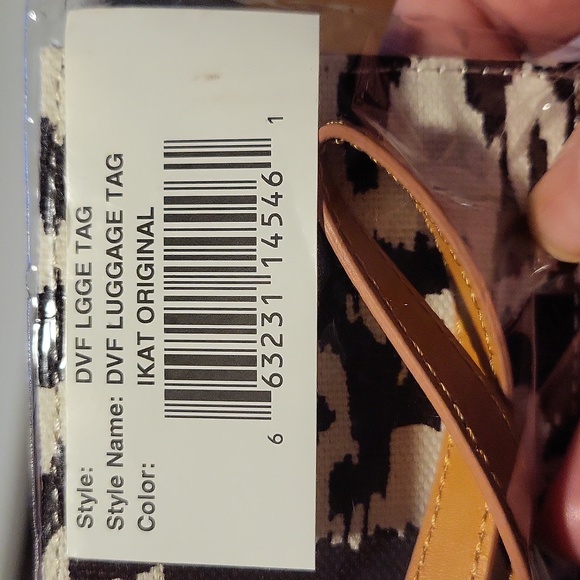 Style: DVF LGGE TAG
Style Name: DVF LUGGAGE TAG
Color: IKAT ORIGINAL
6 63231 14546 1